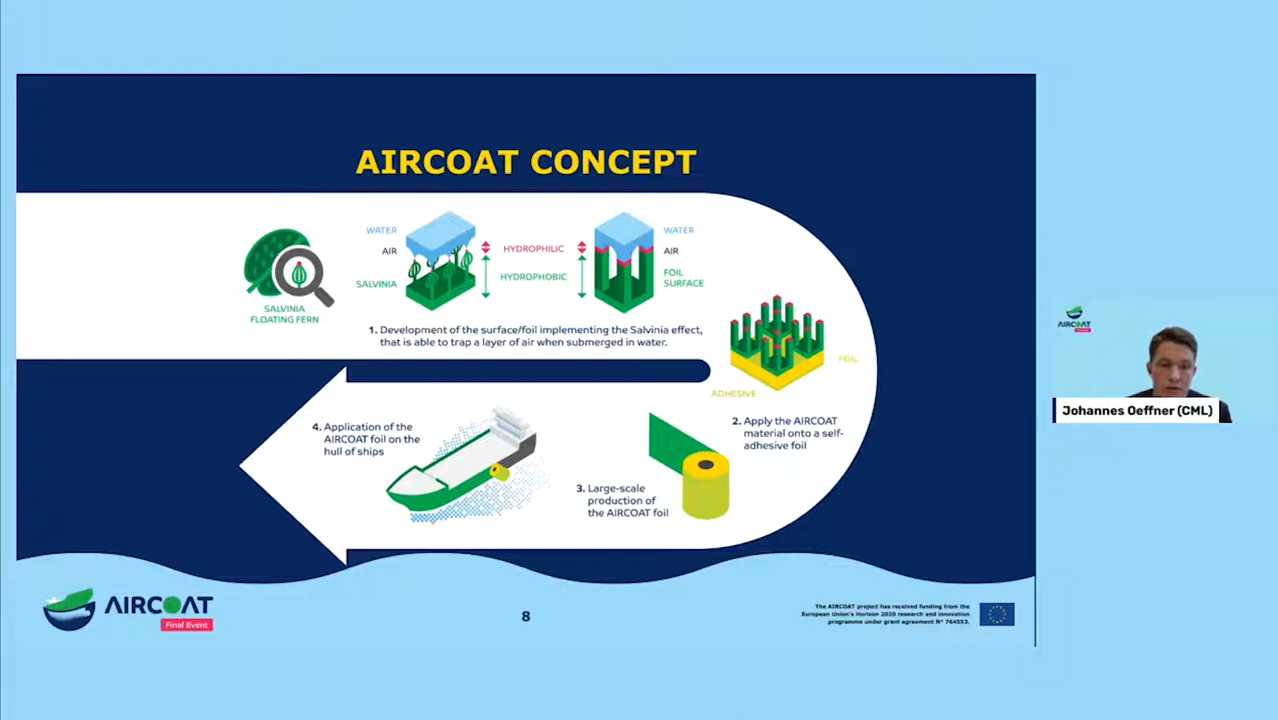 AIRCOAT CONCEPT
WATER
AIR
SALVINIA
HYDROPHILIC
HYDROPHOBIC
WATER
AIR
FOIL
SURFACE
SALVINIA
FLOATING FERN
1. Development of the surface/foil implementing the Salvinia effect,
that is able to trap a layer of air when submerged in water.
FOIL
ADHESIVE
2. Apply the AIRCOAT
material onto a self-
adhesive foil
3. Large-scale
production of
the AIRCOAT foil
4. Application of the
AIRCOAT foil on the
hull of ships
AIRCOAT
Final Event
8
The AIRCOAT project has received funding from the
European Union's Horizon 2020 research and innovation
programme under grant agreement N° 764553.
AIRCOAT
Johannes Oeffner (CML)